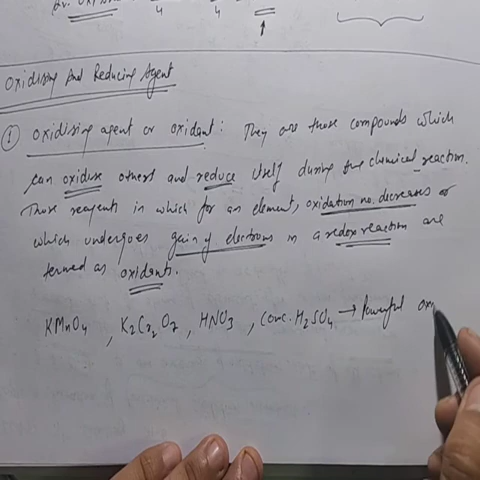 4 4
Oxidising And Reducing Agent
① Oxidising agent or oxidant: They are those compounds which
can oxidise others and reduce itself during the chemical reaction.
Those reagents in which for an element, oxidation no. decreases or
which undergoes gain of electrons in a redox reaction are
termed as oxidants.
KMnO4, K2Cr2O7, HNO3, Conc. H2SO4 → Powerful